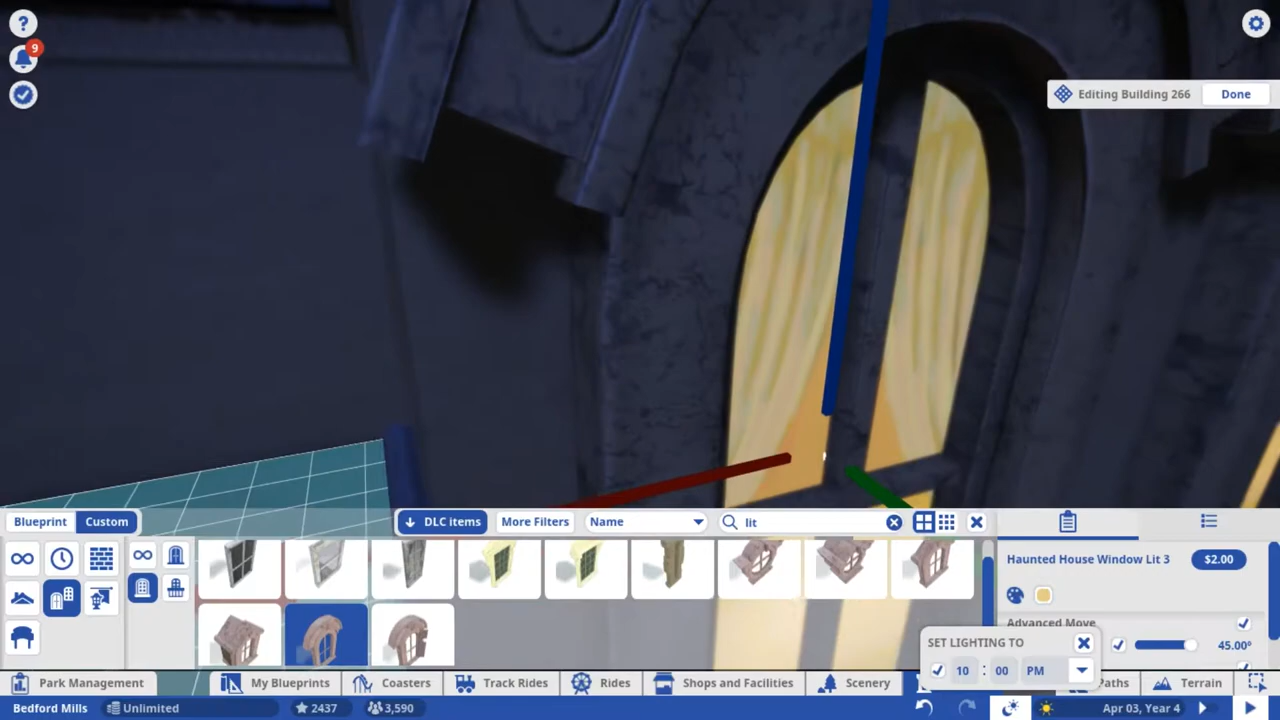 ?
9
Editing Building 266
Done
Blueprint
Custom
DLC items
More Filters
Name
lit
Haunted House Window Lit 3
$2.00
Advanced Move
45.00°
SET LIGHTING TO
10 : 00 PM
Park Management
My Blueprints
Coasters
Track Rides
Rides
Shops and Facilities
Scenery
Paths
Terrain
Bedford Mills
Unlimited
2437
3,590
Apr 03, Year 4